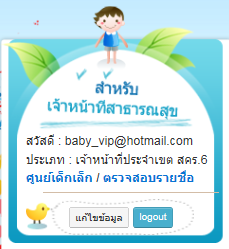 สำหรับ
เจ้าหน้าที่สาธารณสุข
สวัสดี : baby_vip@hotmail.com
ประเภท : เจ้าหน้าที่ประจำเขต สคร.6
ศูนย์เด็กเล็ก / ตรวจสอบรายชื่อ
แก้ไขข้อมูล logout